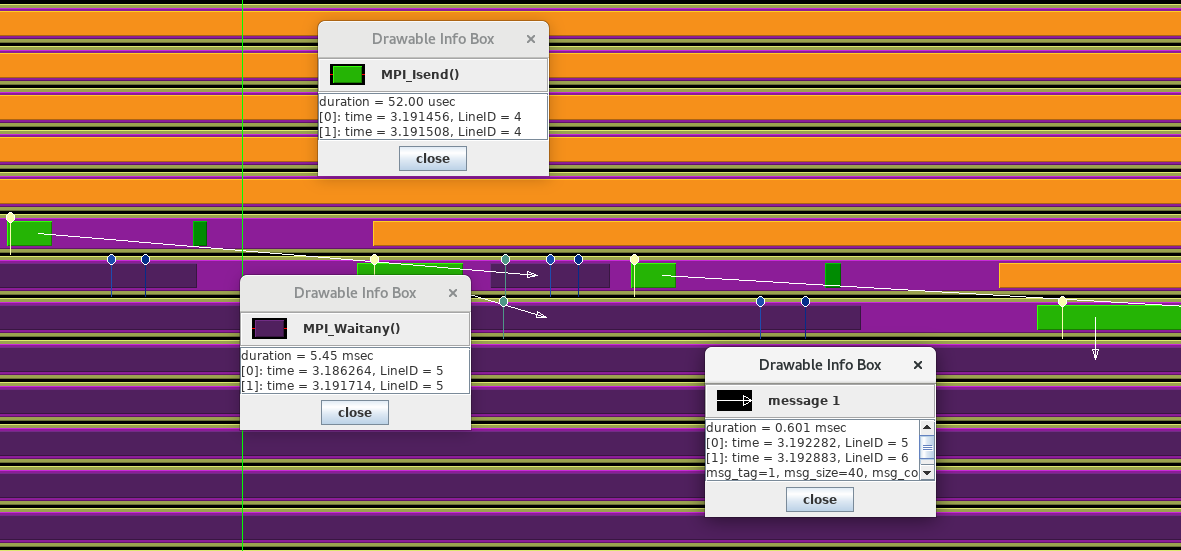 Drawable Info Box ×
MPI_Isend()
duration = 52.00 usec
[0]: time = 3.191456, LineID = 4
[1]: time = 3.191508, LineID = 4
close
Drawable Info Box ×
MPI_Waitany()
duration = 5.45 msec
[0]: time = 3.186264, LineID = 5
[1]: time = 3.191714, LineID = 5
close
Drawable Info Box ×
message 1
duration = 0.601 msec
[0]: time = 3.192282, LineID = 5
[1]: time = 3.192883, LineID = 6
msg_tag=1, msg_size=40, msg_co
close